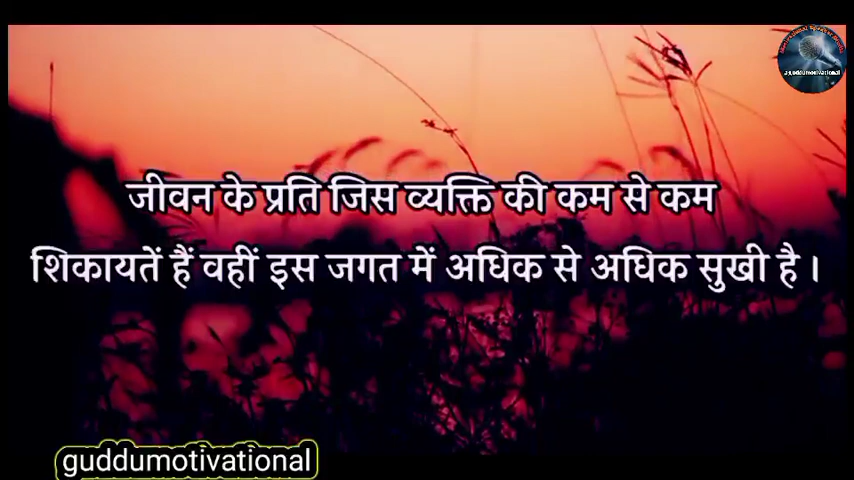 जीवन के प्रति जिस व्यक्ति की कम से कम
शिकायतें हैं वहीं इस जगत में अधिक से अधिक सुखी है।
guddumotivational